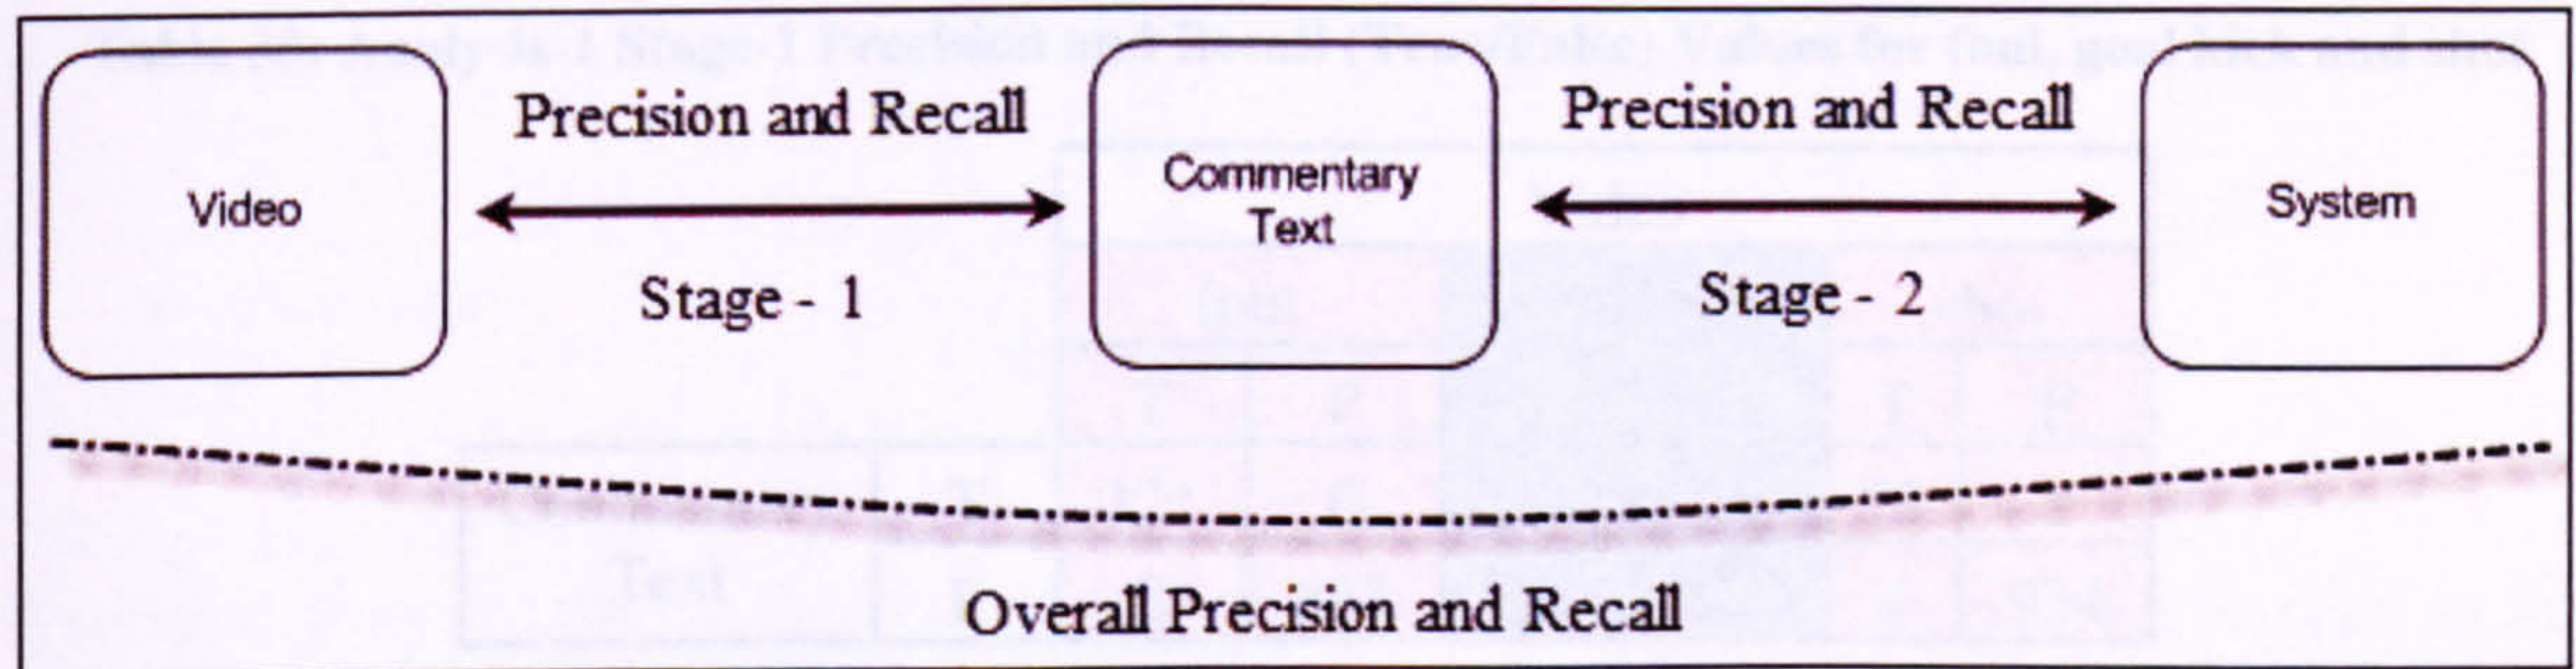 Precision and Recall
Precision and Recall
Video
Commentary
Text
System
Stage - 1
Stage - 2
Overall Precision and Recall